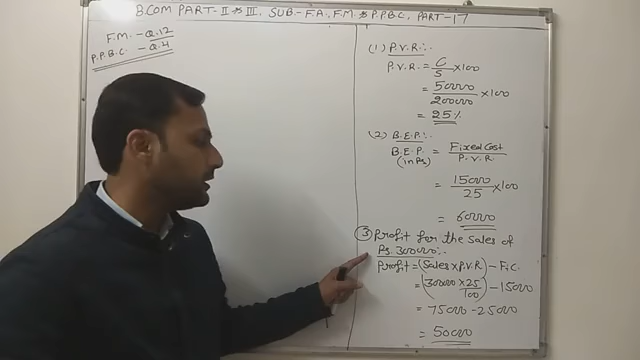 B.COM PART-II & III. SUB-F.A, F.M. & P.P.B.C. PART-17
F.M. - Q.12
P.P.B.C. - Q.4
(1) P.V.R:-
P.V.R. = C/S ×100
= 50000/200000 ×100
= 25%
(2) B.E.P:-
B.E.P. (in Rs) = Fixed Cost/P.V.R.
= 15000/25 ×100
= 60000
(3) Profit for the Sales of
Rs. 300000:-
Profit = (Sales × P.V.R.) - F.C.
= (300000 × 25/100) - 15000
= 75000 - 25000
= 50000